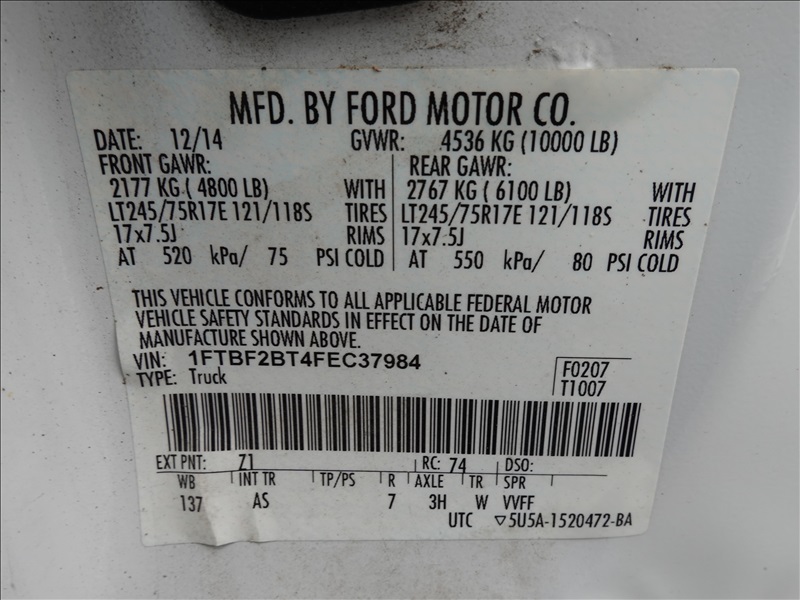 MFD. BY FORD MOTOR CO.
DATE: 12/14 GVWR: 4536 KG (10000 LB)
FRONT GAWR: REAR GAWR:
2177 KG ( 4800 LB) WITH 2767 KG ( 6100 LB) WITH
LT245/75R17E 121/118S TIRES LT245/75R17E 121/118S TIRES
17x7.5J RIMS 17x7.5J RIMS
AT 520 kPa/ 75 PSI COLD AT 550 kPa/ 80 PSI COLD
THIS VEHICLE CONFORMS TO ALL APPLICABLE FEDERAL MOTOR
VEHICLE SAFETY STANDARDS IN EFFECT ON THE DATE OF
MANUFACTURE SHOWN ABOVE.
VIN: 1FTBF2BT4FEC37984 F0207
TYPE: Truck T1007
EXT PNT: Z1 RC: 74 DSO:
WB INT TR TP/PS R AXLE TR SPR
137 AS 7 3H W VVFF
UTC ▽5U5A-1520472-BA